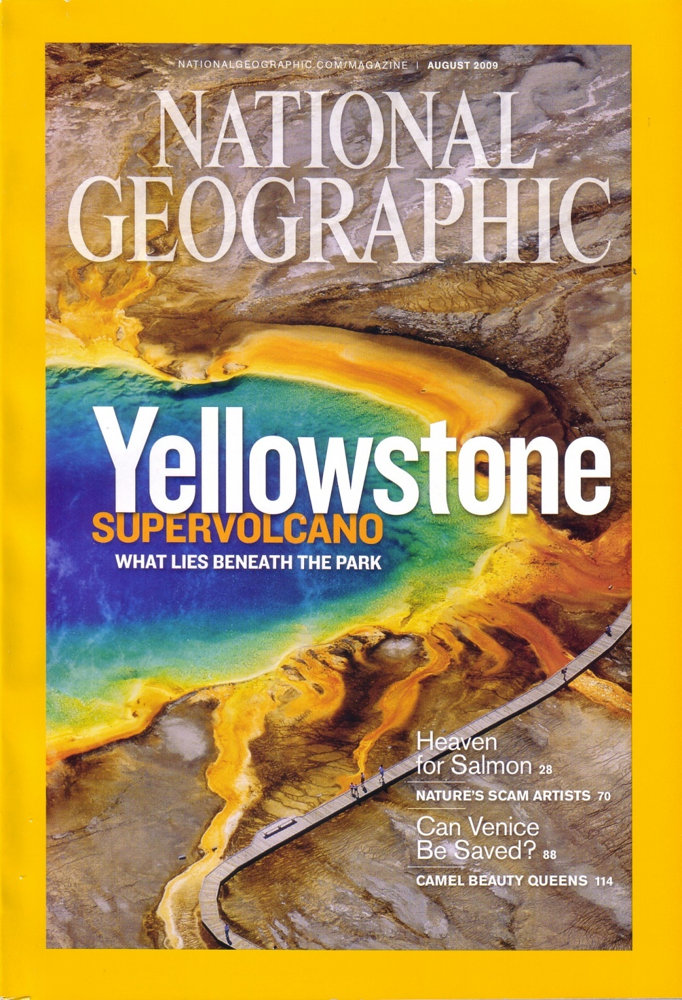 NATIONALGEOGRAPHIC.COM/MAGAZINE | AUGUST 2009
NATIONAL
GEOGRAPHIC
Yellowstone
SUPERVOLCANO
WHAT LIES BENEATH THE PARK
Heaven
for Salmon 28
NATURE'S SCAM ARTISTS 70
Can Venice
Be Saved? 88
CAMEL BEAUTY QUEENS 114